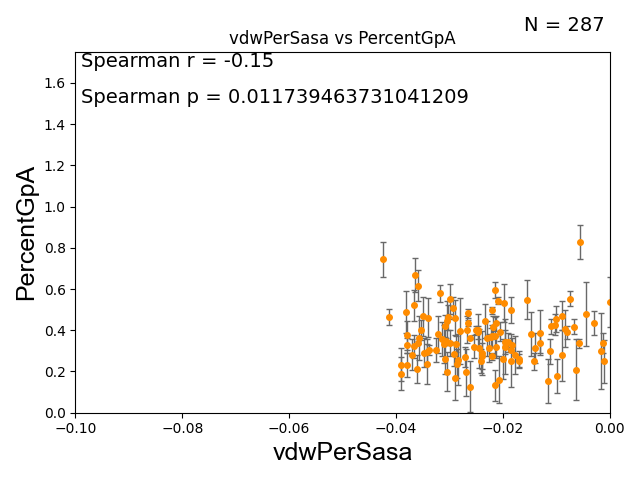 N = 287
vdwPerSasa vs PercentGpA
Spearman r = -0.15
Spearman p = 0.011739463731041209
PercentGpA
1.6
1.4
1.2
1.0
0.8
0.6
0.4
0.2
0.0
−0.10 −0.08 −0.06 −0.04 −0.02 0.00
vdwPerSasa